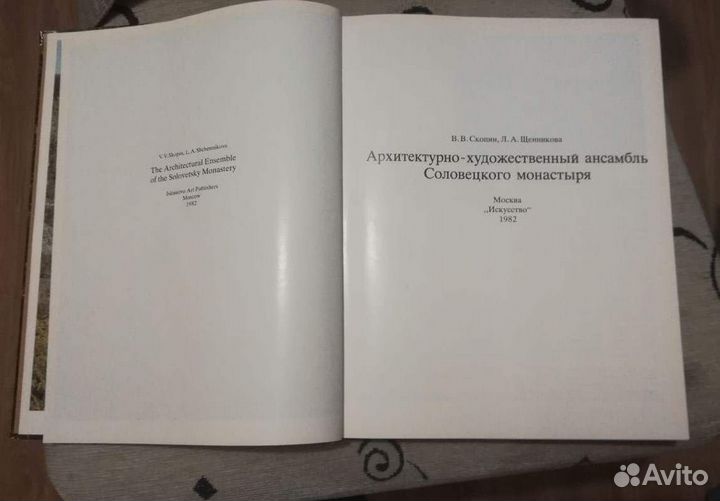 V. V. Skopin, L. A. Shchennikova
The Architectural Ensemble
of the Solovetsky Monastery
Iskusstvo Art Publishers
Moscow
1982
В. В. Скопин, Л. А. Щенникова
Архитектурно-художественный ансамбль
Соловецкого монастыря
Москва
„Искусство“
1982
Avito